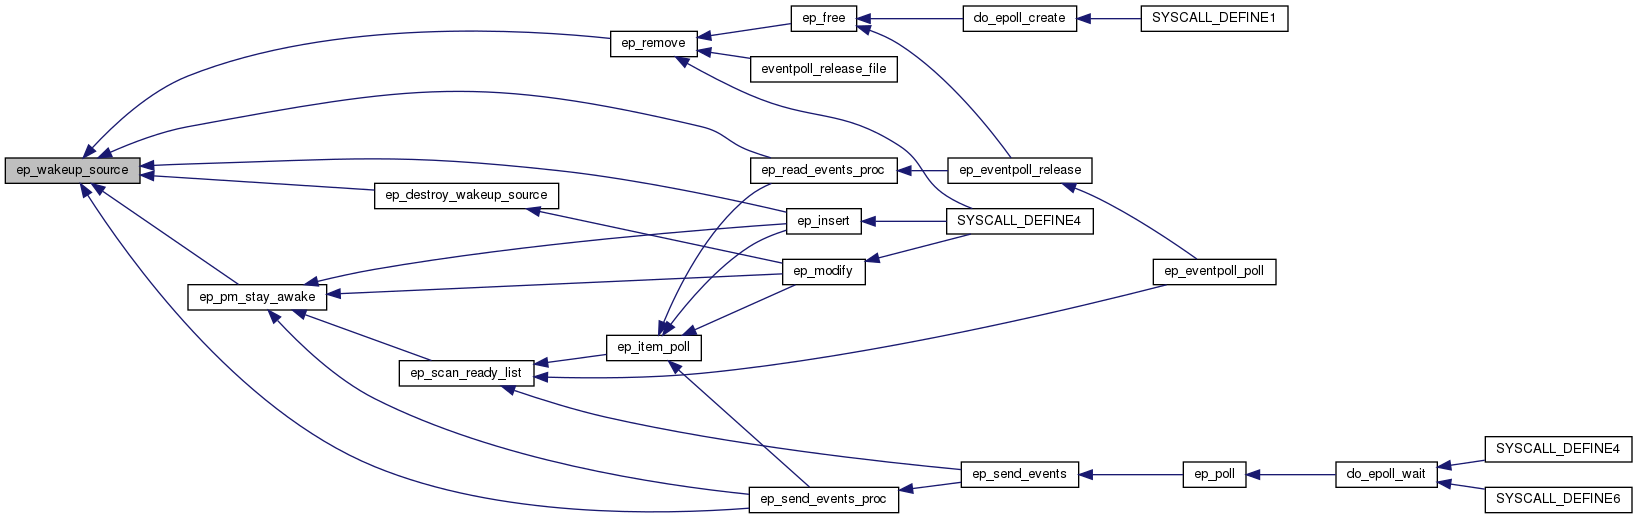 ep_free
do_epoll_create
SYSCALL_DEFINE1
ep_remove
eventpoll_release_file
ep_wakeup_source
ep_read_events_proc
ep_eventpoll_release
ep_destroy_wakeup_source
ep_insert
SYSCALL_DEFINE4
ep_modify
ep_eventpoll_poll
ep_pm_stay_awake
ep_item_poll
ep_scan_ready_list
SYSCALL_DEFINE4
ep_send_events
ep_poll
do_epoll_wait
ep_send_events_proc
SYSCALL_DEFINE6